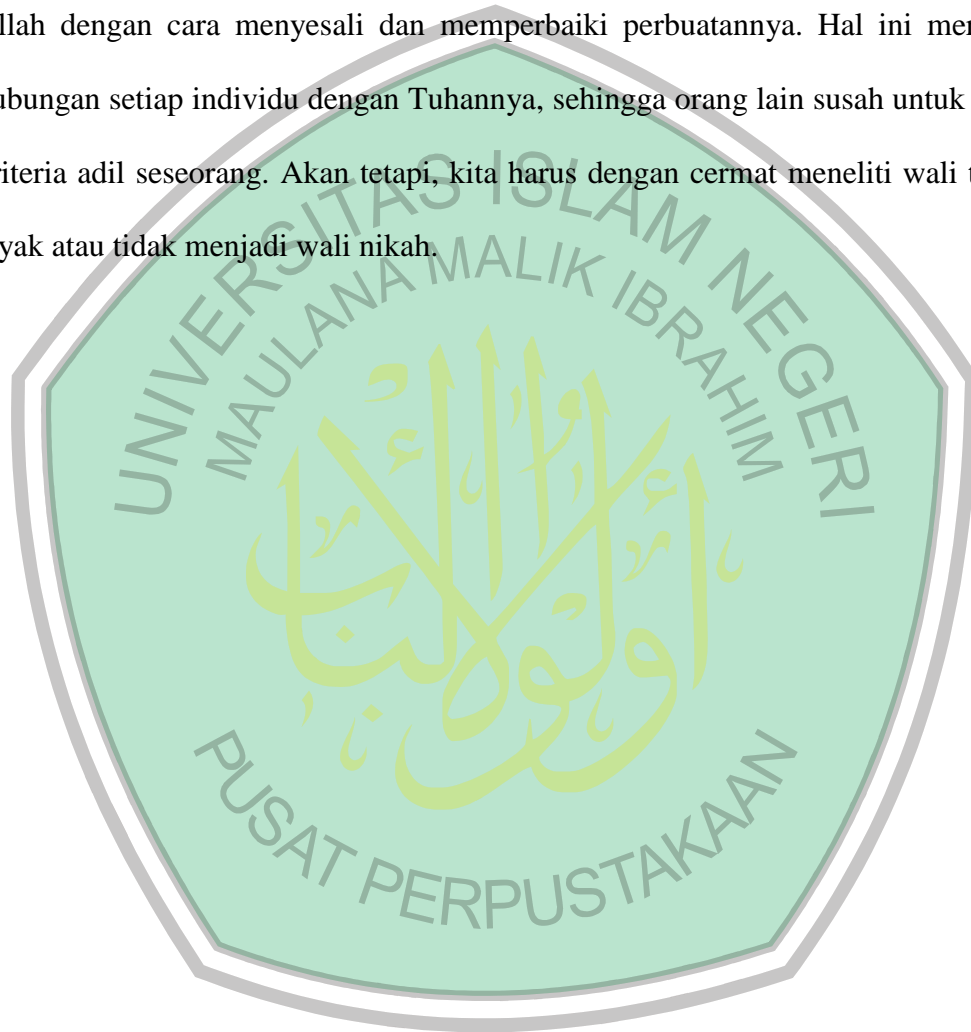 llah dengan cara menyesali dan memperbaiki perbuatannya. Hal ini mer
ubungan setiap individu dengan Tuhannya, sehingga orang lain susah untuk
riteria adil seseorang. Akan tetapi, kita harus dengan cermat meneliti wali t
yak atau tidak menjadi wali nikah.
UNIVERSITAS ISLAM NEGERI
MAULANA MALIK IBRAHIM
أولوا الألباب
PUSAT PERPUSTAKAAN